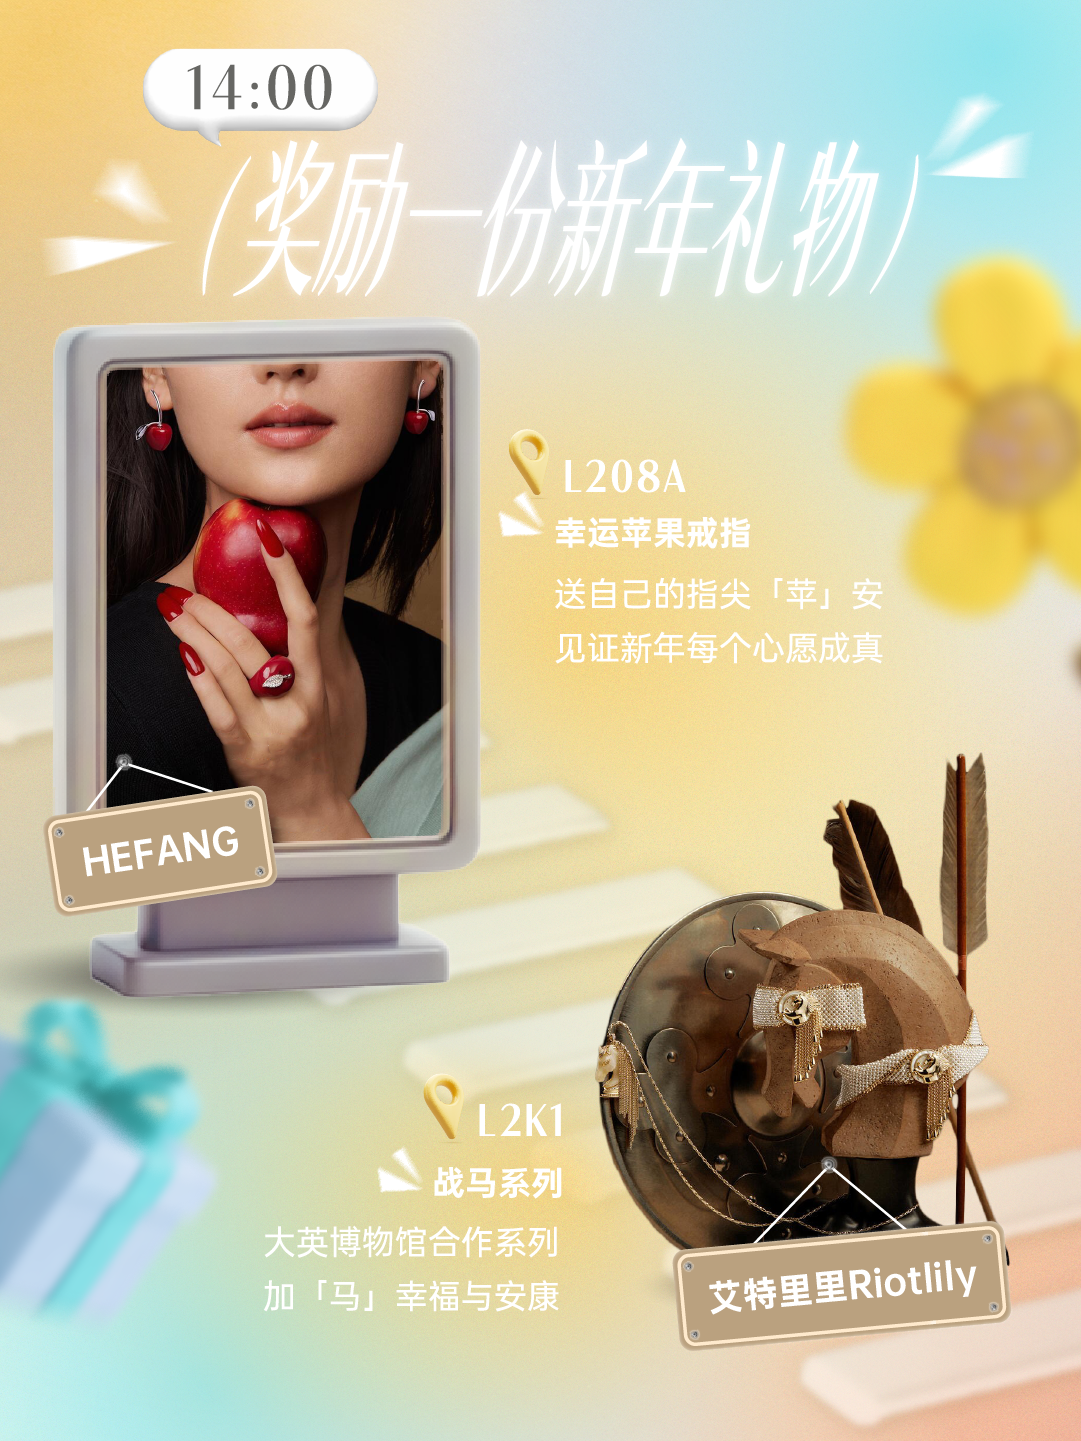 14:00
（奖励一份新年礼物）
L208A
幸运苹果戒指
送自己的指尖「苹」安
见证新年每个心愿成真
HEFANG
L2K1
战马系列
大英博物馆合作系列
加「马」幸福与安康
艾特里里Riotlily